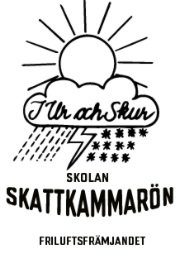 I Ur och Skur
SKOLAN
SKATTKAMMARÖN
FRILUFTSFRÄMJANDET